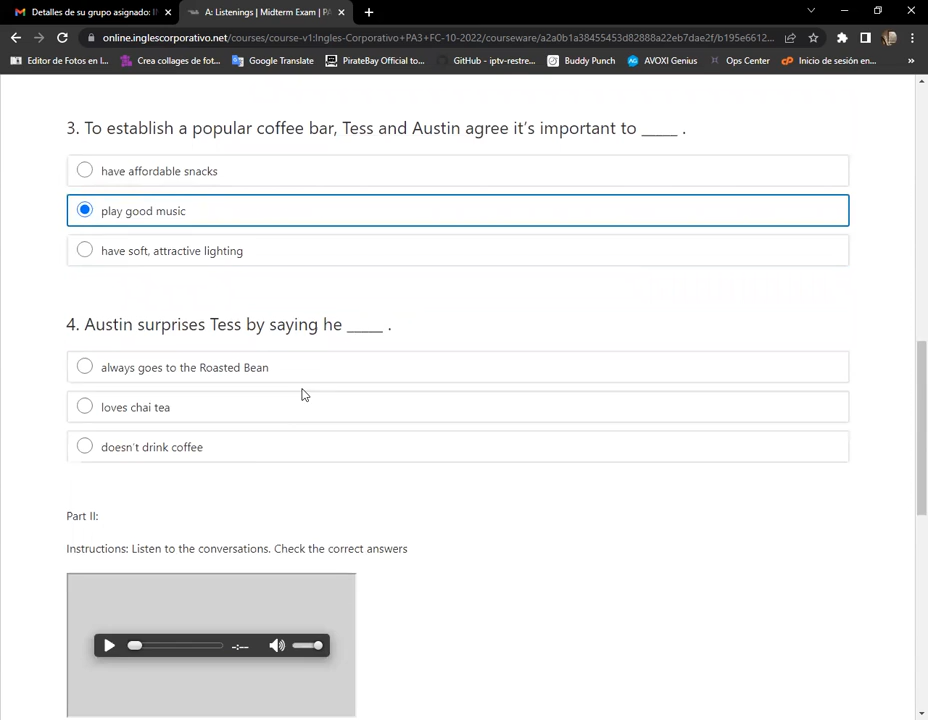 Detalles de su grupo asignado: I
A: Listenings | Midterm Exam | PA
online.inglescorporativo.net/courses/course-v1:Ingles-Corporativo+PA3+FC-10-2022/courseware/a2a0b1a38455453d82888a22eb7dae2f/b195e6612...
Editor de Fotos en l... Crea collages de fot... Google Translate PirateBay Official to... GitHub - iptv-restre... Buddy Punch AVOXI Genius Ops Center Inicio de sesión en... »
3. To establish a popular coffee bar, Tess and Austin agree it’s important to _____ .
have affordable snacks
play good music
have soft, attractive lighting
4. Austin surprises Tess by saying he _____ .
always goes to the Roasted Bean
loves chai tea
doesn’t drink coffee
Part II:
Instructions: Listen to the conversations. Check the correct answers
-:--